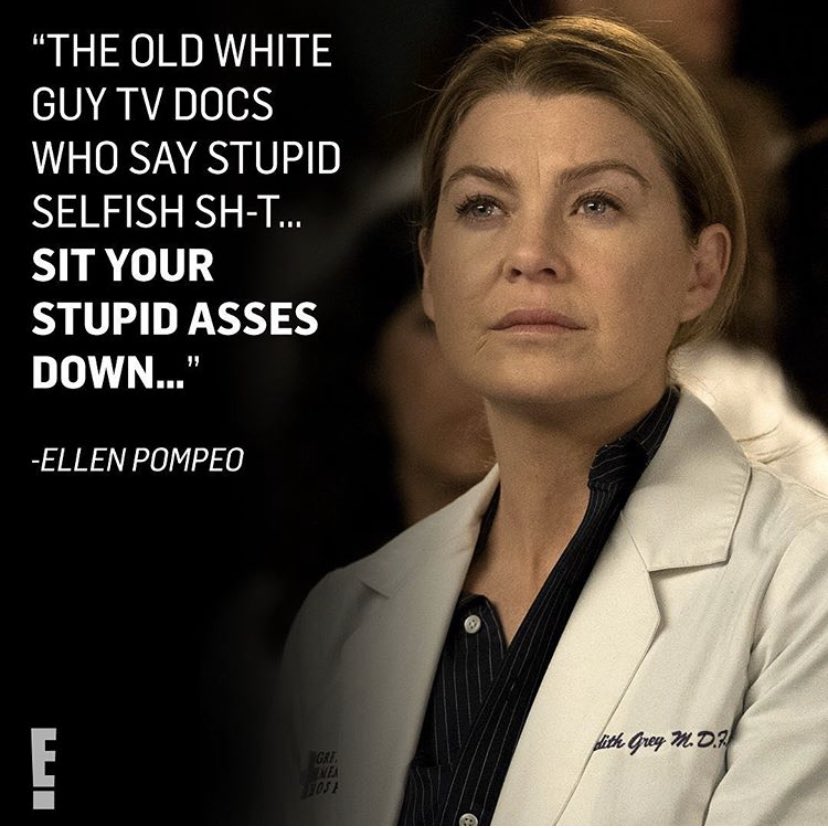 “THE OLD WHITE
GUY TV DOCS
WHO SAY STUPID
SELFISH SH-T...
SIT YOUR
STUPID ASSES
DOWN...”
-ELLEN POMPEO
Grey M.D.
E!